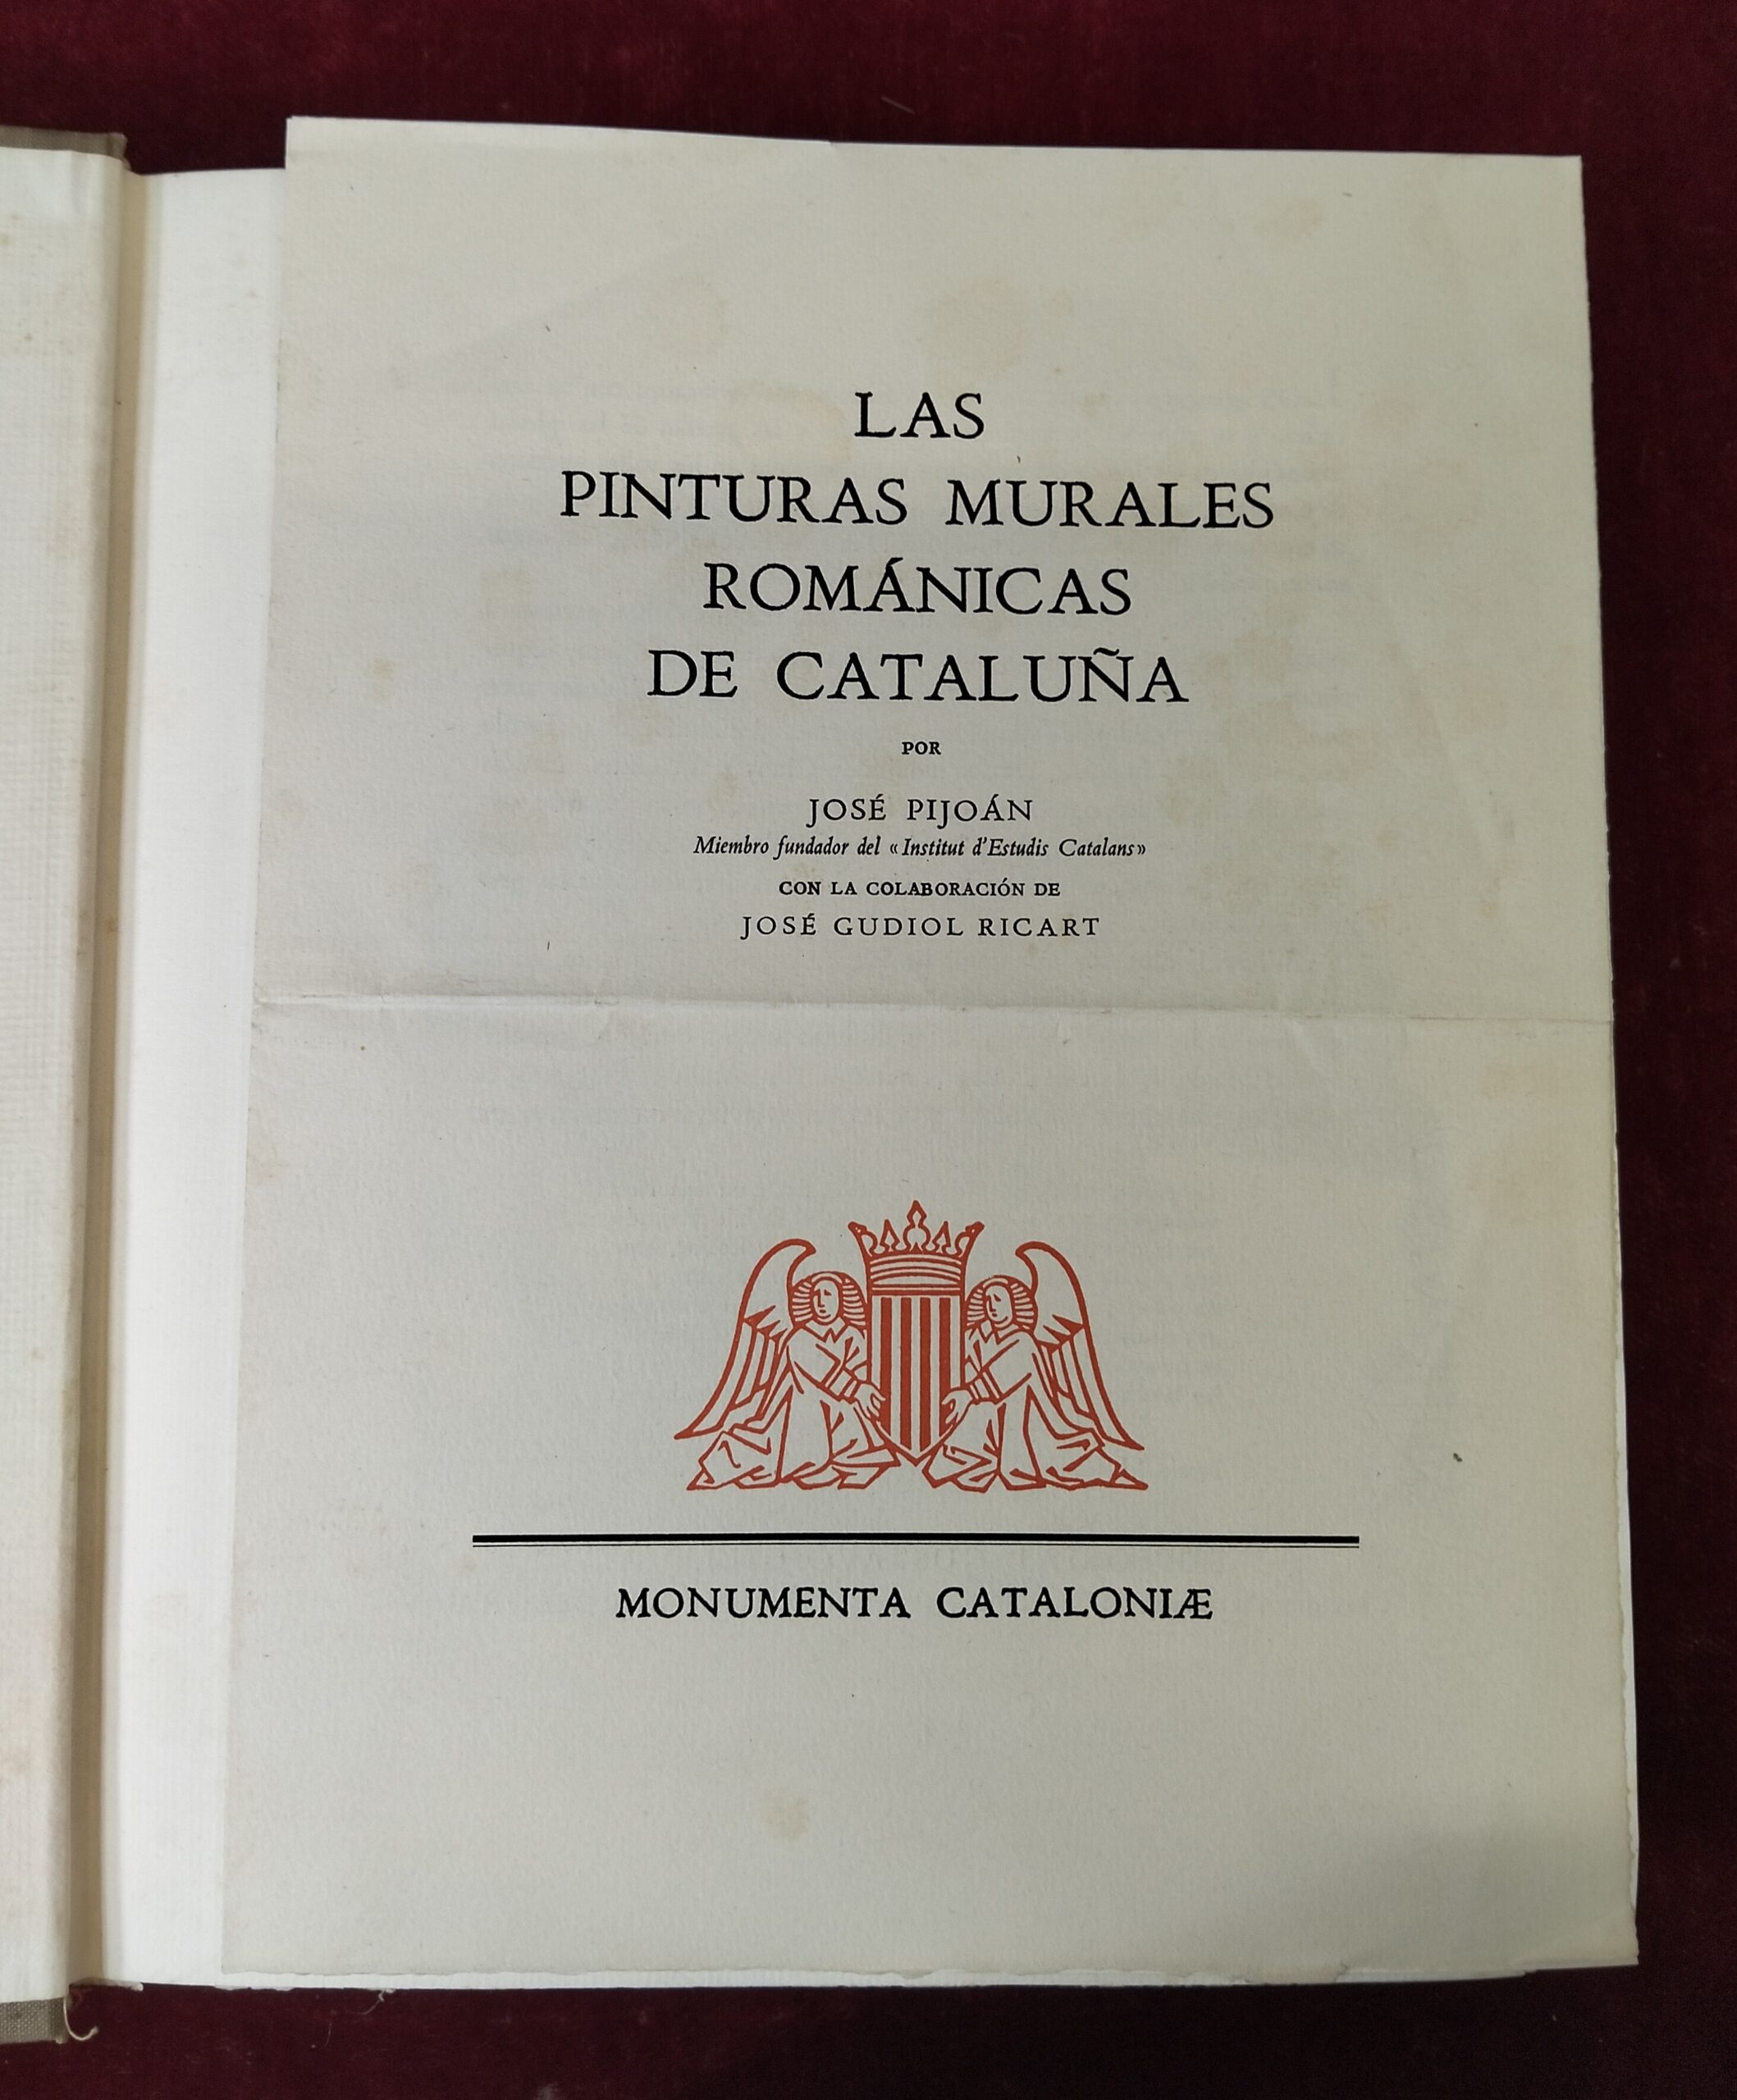 LAS
PINTURAS MURALES
ROMÁNICAS
DE CATALUÑA
POR
JOSÉ PIJOÁN
Miembro fundador del «Institut d'Estudis Catalans»
CON LA COLABORACIÓN DE
JOSÉ GUDIOL RICART
MONUMENTA CATALONIÆ